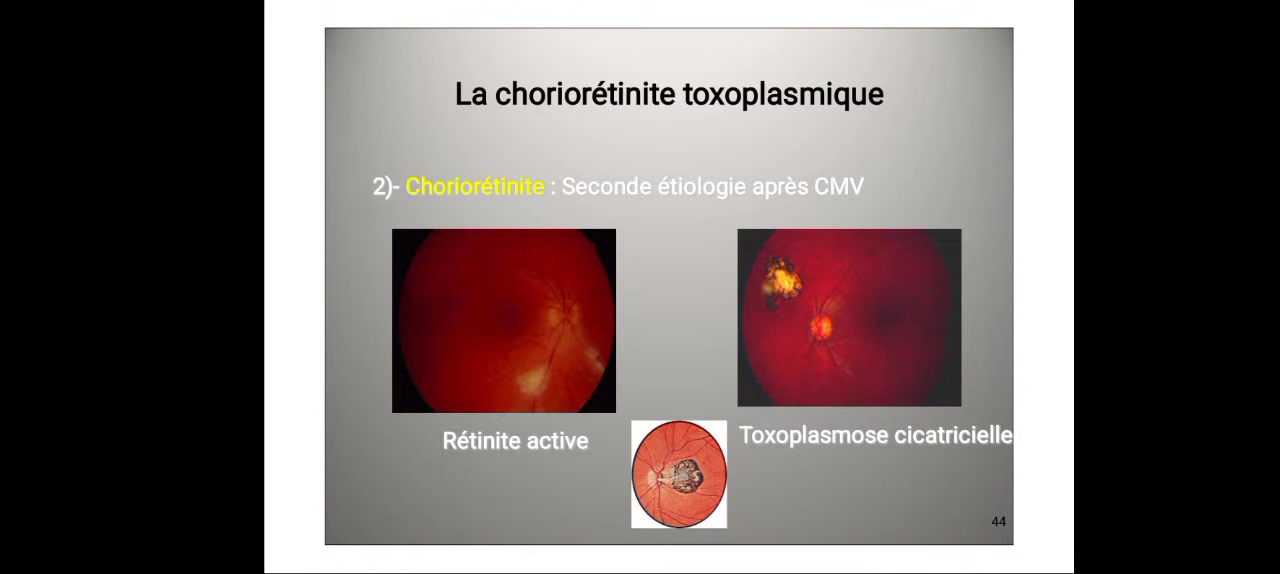 La choriorétinite toxoplasmique
2)- Choriorétinite : Seconde étiologie après CMV
Rétinite active
Toxoplasmose cicatricielle
44